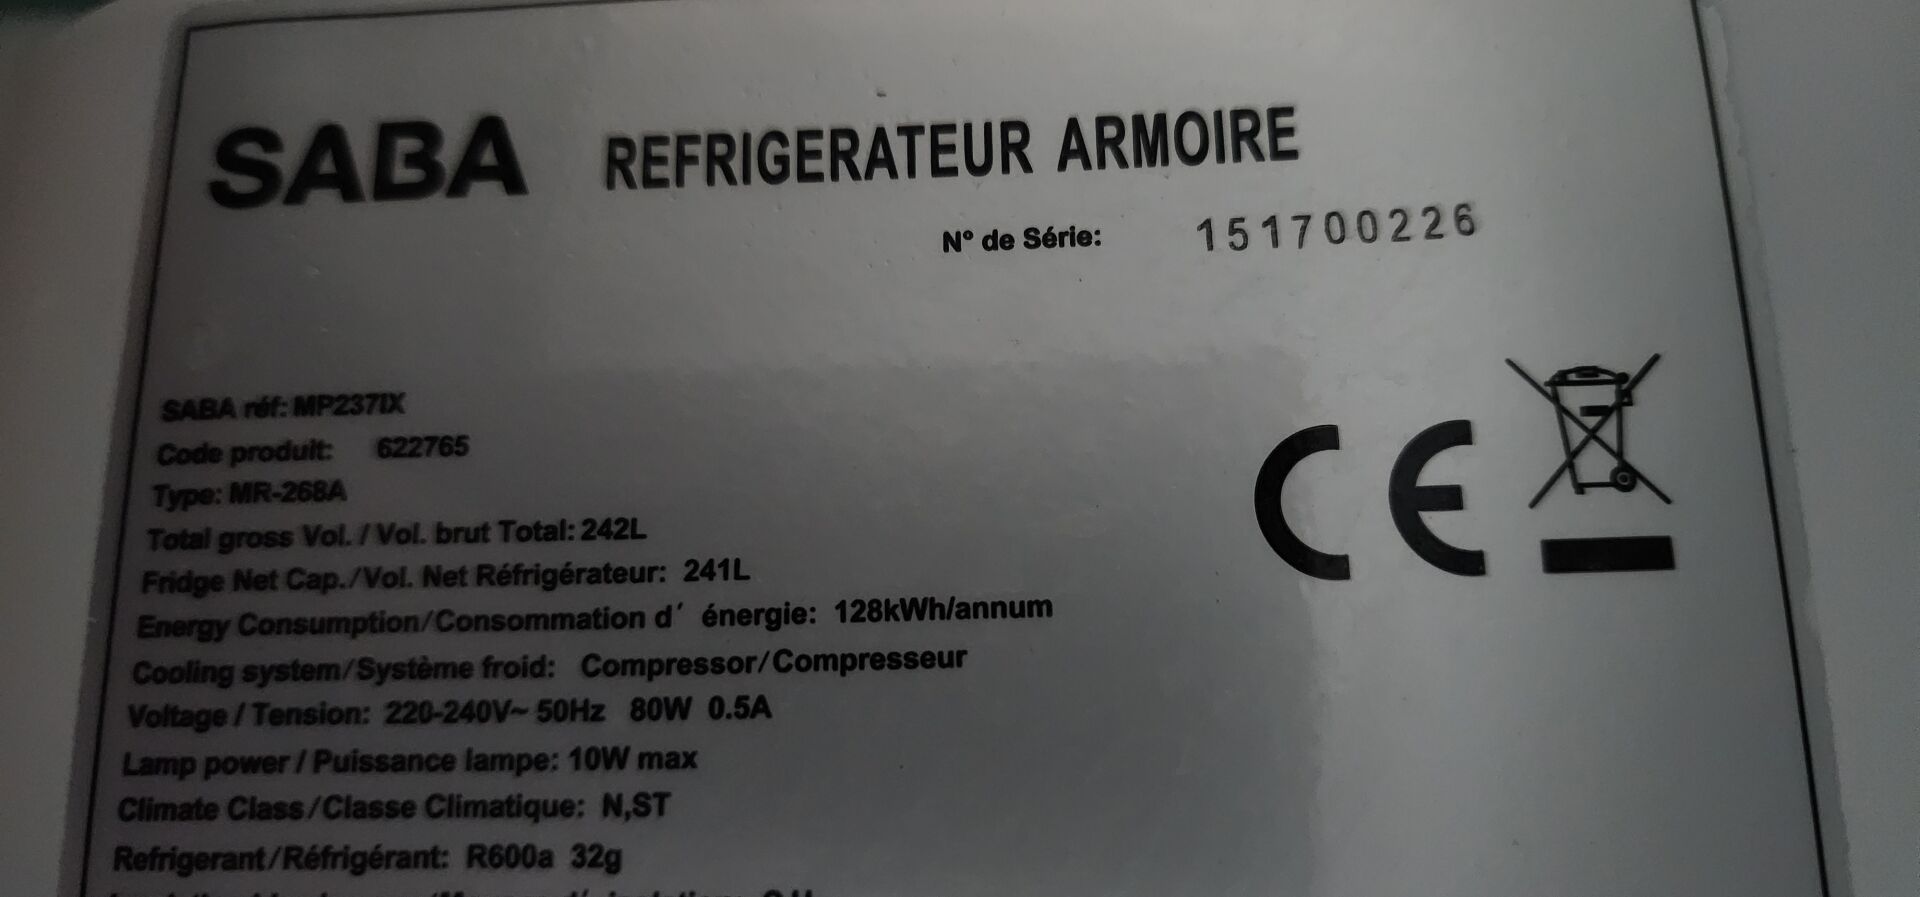 SABA REFRIGERATEUR ARMOIRE
N° de Série: 151700226
SABA réf: MP237IX
Code produit: 622765
Type: MR-268A
Total gross Vol. / Vol. brut Total: 242L
Fridge Net Cap./Vol. Net Réfrigérateur: 241L
Energy Consumption/Consommation d' énergie: 128kWh/annum
Cooling system/Système froid: Compressor/Compresseur
Voltage / Tension: 220-240V~ 50Hz 80W 0.5A
Lamp power / Puissance lampe: 10W max
Climate Class/Classe Climatique: N,ST
Refrigerant/Réfrigérant: R600a 32g
CE